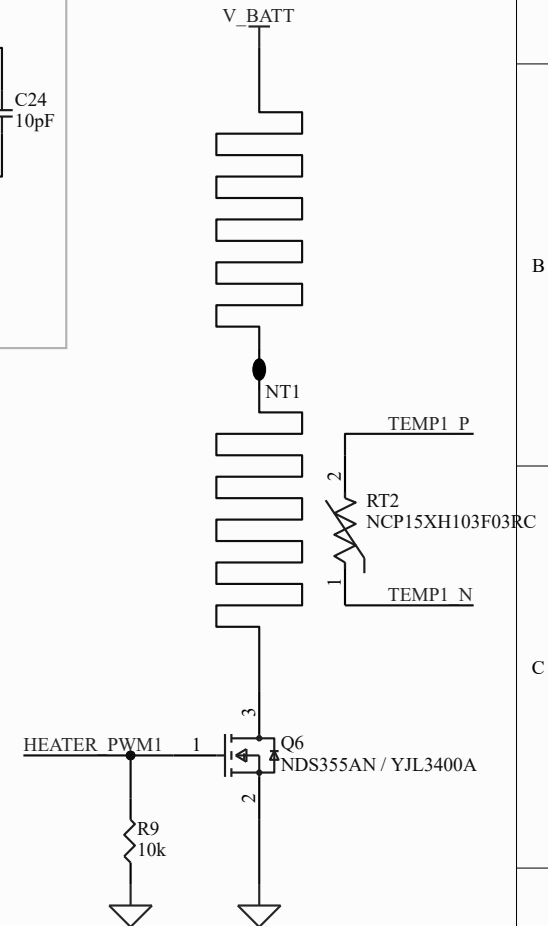 V_BATT
C24
10pF
B
NT1
TEMP1_P
2
RT2
NCP15XH103F03RC
1
TEMP1_N
C
3
HEATER_PWM1
1
Q6
NDS355AN / YJL3400A
2
R9
10k